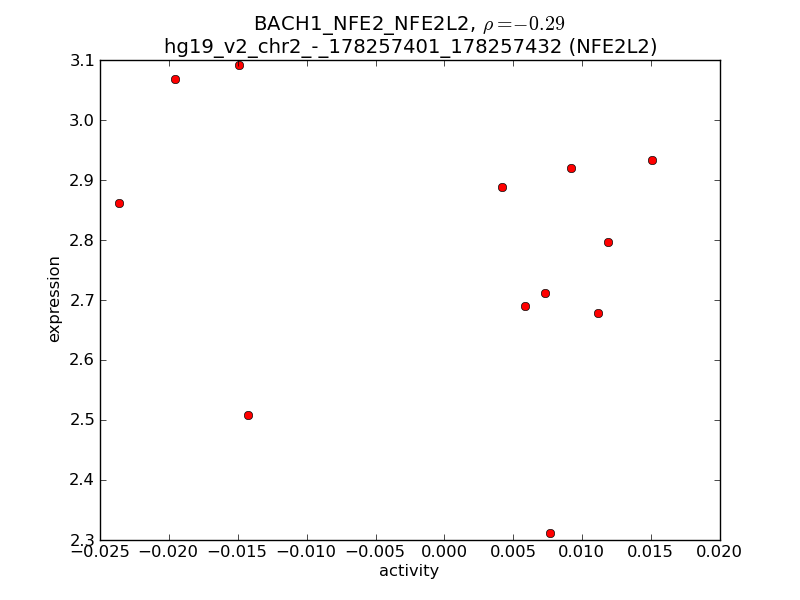 BACH1_NFE2_NFE2L2, ρ=−0.29
hg19_v2_chr2_-_178257401_178257432 (NFE2L2)
3.1
3.0
2.9
2.8
2.7
2.6
2.5
2.4
2.3
expression
−0.025 −0.020 −0.015 −0.010 −0.005 0.000 0.005 0.010 0.015 0.020
activity